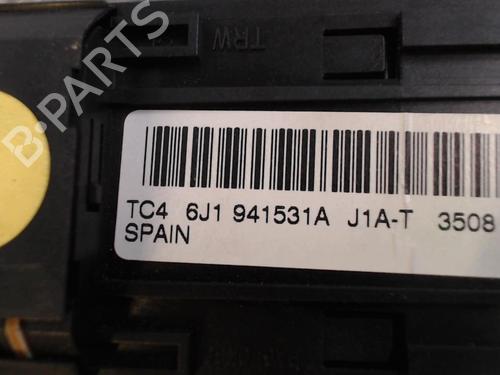 TRW
B-PARTS
TC4 6J1 941531A J1A-T 3508
SPAIN